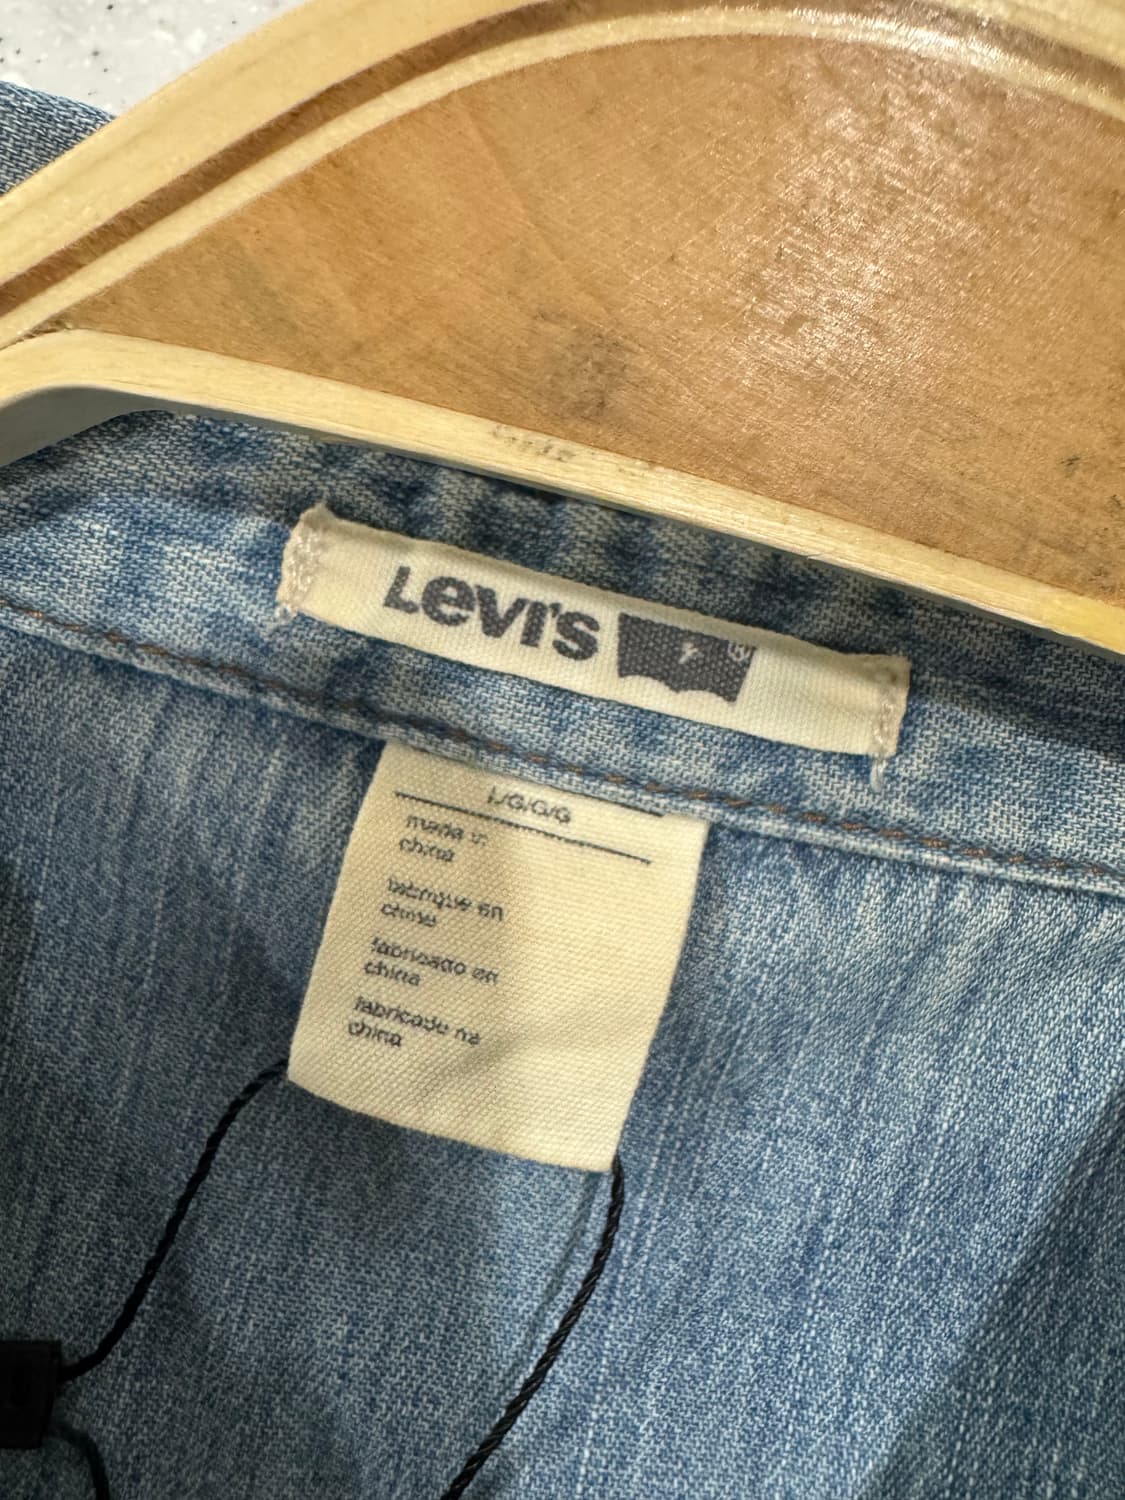 Levi's ®
L/G/G/G
made in
china
fabriqué en
chine
fabricado en
china
fabricado na
china